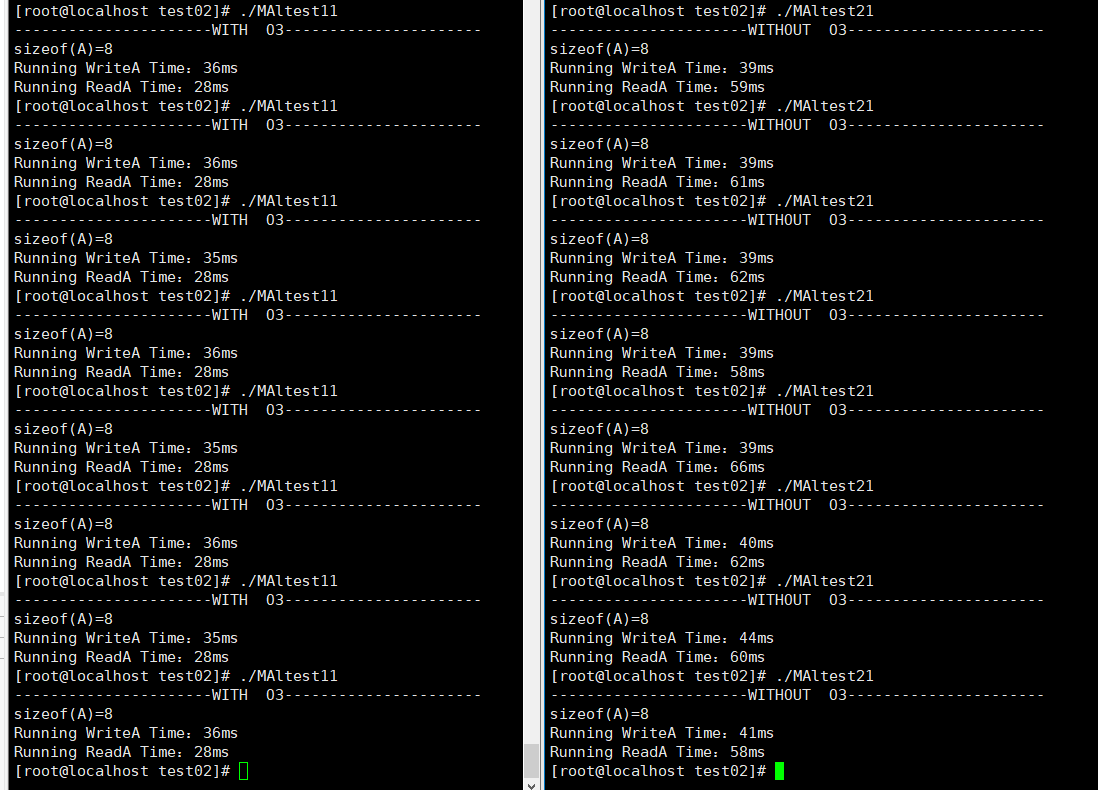 [root@localhost test02]# ./MAltest11
----------------------WITH  O3----------------------
sizeof(A)=8
Running WriteA Time：36ms
Running ReadA Time：28ms
[root@localhost test02]# ./MAltest11
----------------------WITH  O3----------------------
sizeof(A)=8
Running WriteA Time：36ms
Running ReadA Time：28ms
[root@localhost test02]# ./MAltest11
----------------------WITH  O3----------------------
sizeof(A)=8
Running WriteA Time：35ms
Running ReadA Time：28ms
[root@localhost test02]# ./MAltest11
----------------------WITH  O3----------------------
sizeof(A)=8
Running WriteA Time：36ms
Running ReadA Time：28ms
[root@localhost test02]# ./MAltest11
----------------------WITH  O3----------------------
sizeof(A)=8
Running WriteA Time：35ms
Running ReadA Time：28ms
[root@localhost test02]# ./MAltest11
----------------------WITH  O3----------------------
sizeof(A)=8
Running WriteA Time：36ms
Running ReadA Time：28ms
[root@localhost test02]# ./MAltest11
----------------------WITH  O3----------------------
sizeof(A)=8
Running WriteA Time：35ms
Running ReadA Time：28ms
[root@localhost test02]# ./MAltest11
----------------------WITH  O3----------------------
sizeof(A)=8
Running WriteA Time：36ms
Running ReadA Time：28ms
[root@localhost test02]#
[root@localhost test02]# ./MAltest21
----------------------WITHOUT  O3----------------------
sizeof(A)=8
Running WriteA Time：39ms
Running ReadA Time：59ms
[root@localhost test02]# ./MAltest21
----------------------WITHOUT  O3----------------------
sizeof(A)=8
Running WriteA Time：39ms
Running ReadA Time：61ms
[root@localhost test02]# ./MAltest21
----------------------WITHOUT  O3----------------------
sizeof(A)=8
Running WriteA Time：39ms
Running ReadA Time：62ms
[root@localhost test02]# ./MAltest21
----------------------WITHOUT  O3----------------------
sizeof(A)=8
Running WriteA Time：39ms
Running ReadA Time：58ms
[root@localhost test02]# ./MAltest21
----------------------WITHOUT  O3----------------------
sizeof(A)=8
Running WriteA Time：39ms
Running ReadA Time：66ms
[root@localhost test02]# ./MAltest21
----------------------WITHOUT  O3----------------------
sizeof(A)=8
Running WriteA Time：40ms
Running ReadA Time：62ms
[root@localhost test02]# ./MAltest21
----------------------WITHOUT  O3----------------------
sizeof(A)=8
Running WriteA Time：44ms
Running ReadA Time：60ms
[root@localhost test02]# ./MAltest21
----------------------WITHOUT  O3----------------------
sizeof(A)=8
Running WriteA Time：41ms
Running ReadA Time：58ms
[root@localhost test02]#